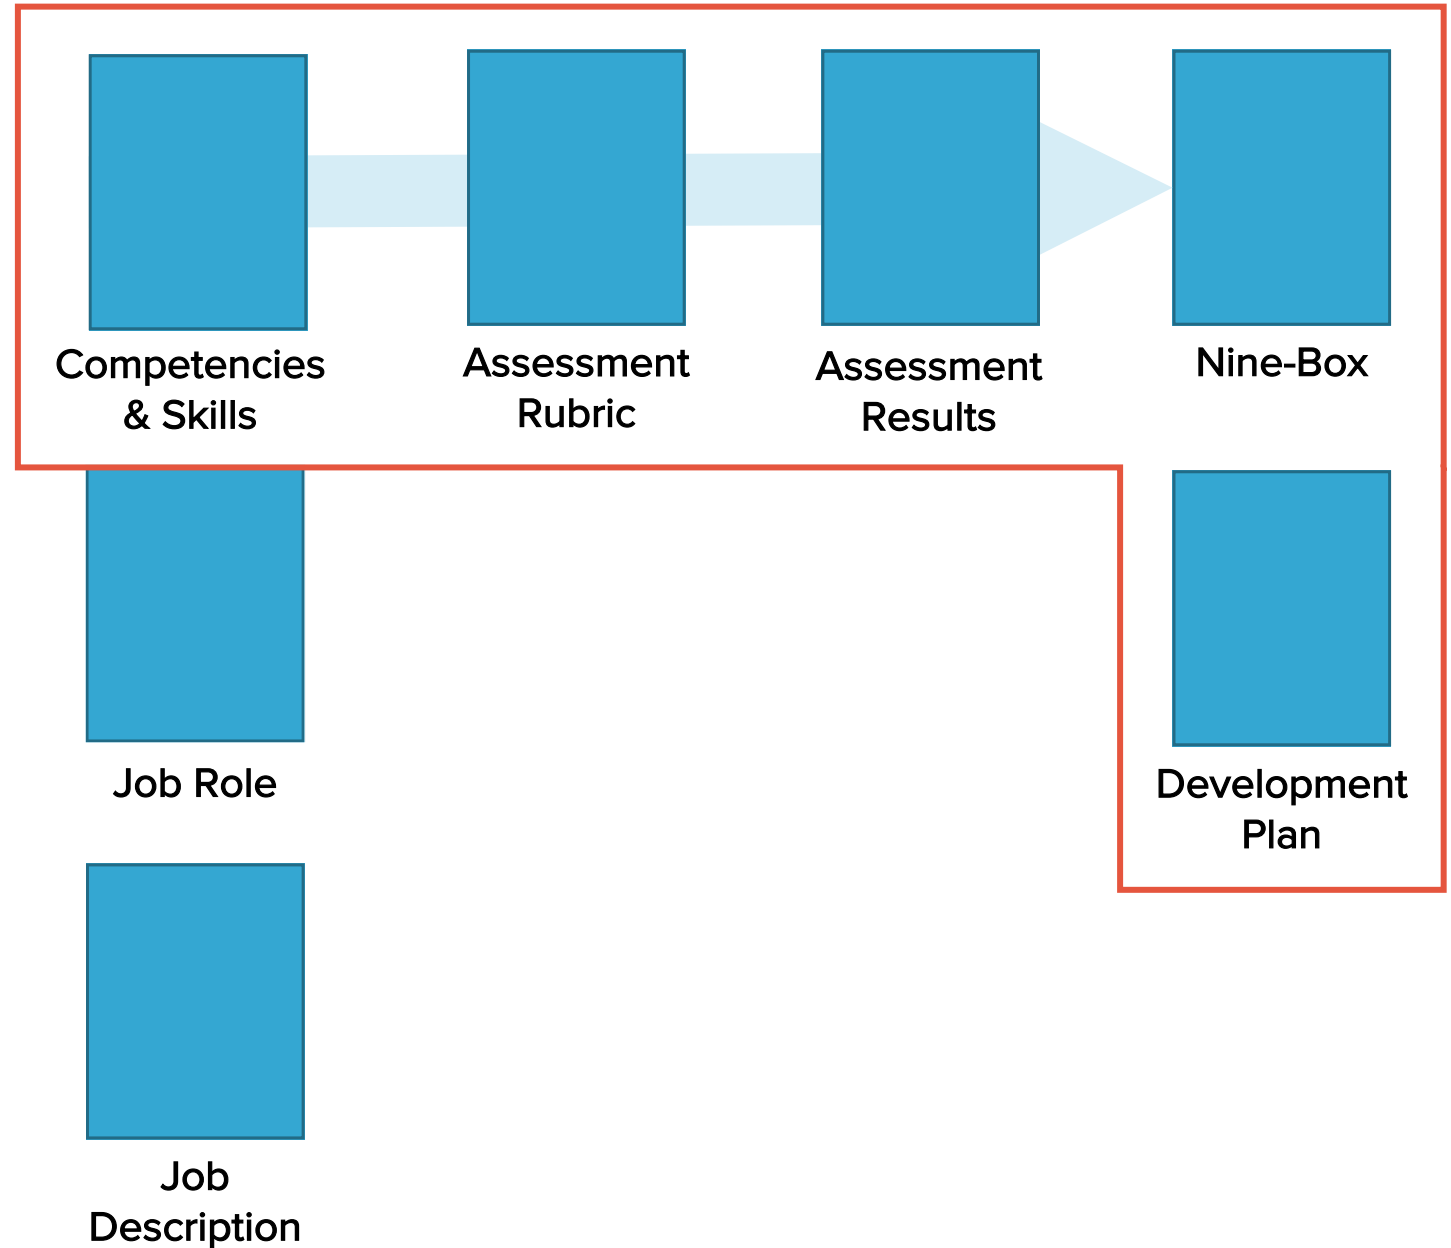 Competencies
& Skills
Assessment
Rubric
Assessment
Results
Nine-Box
Job Role
Development
Plan
Job
Description